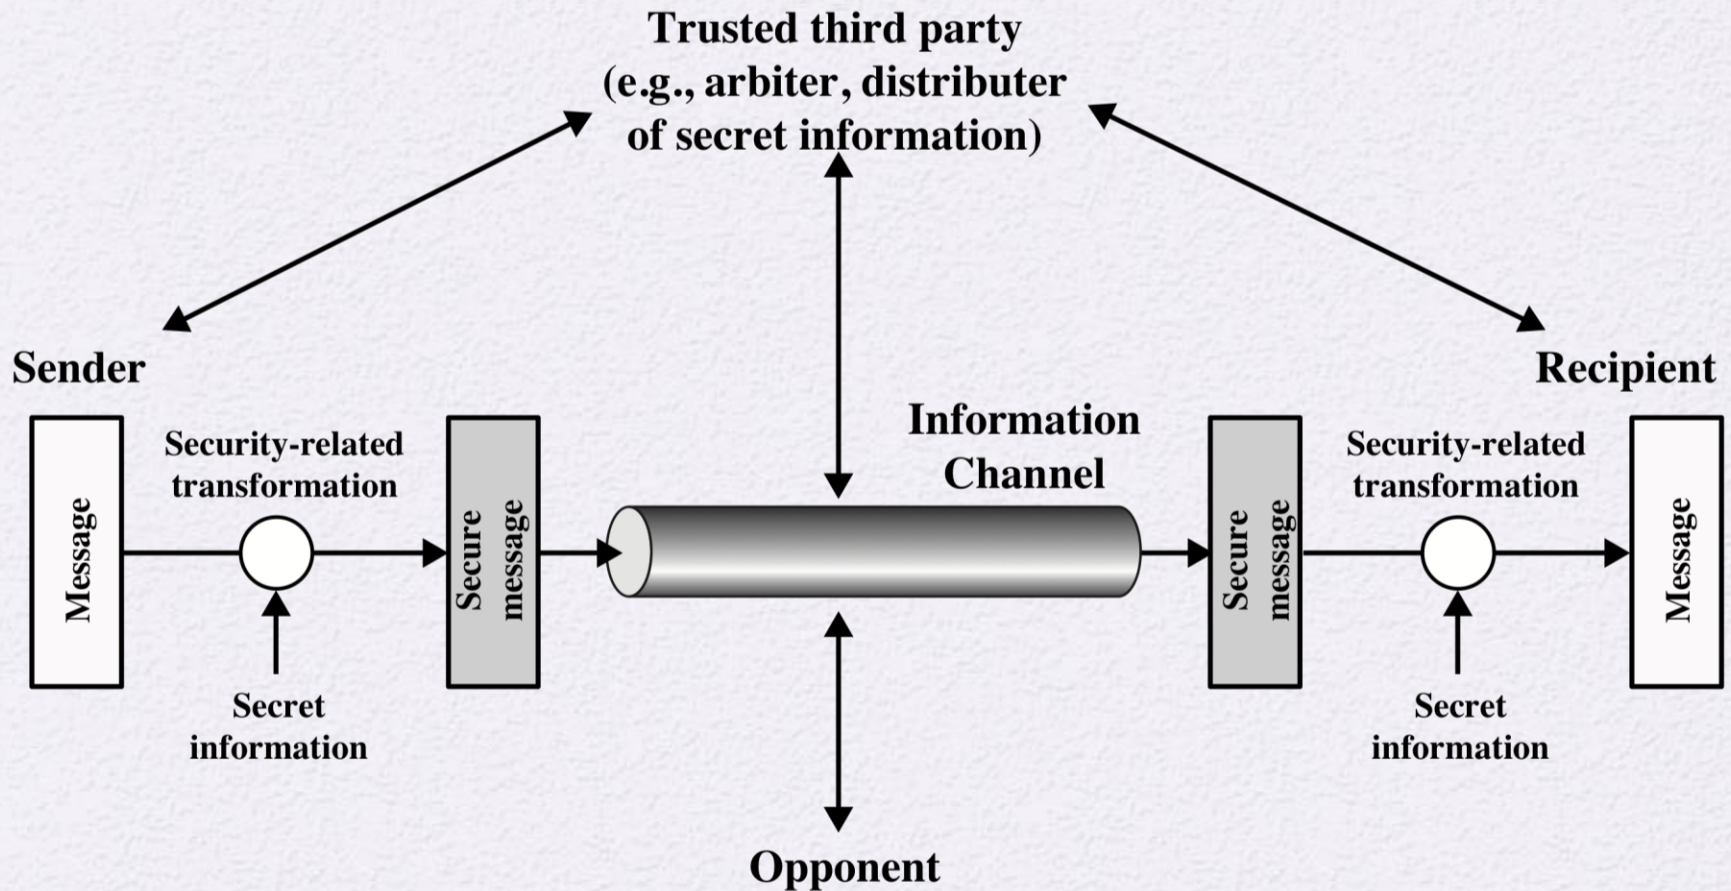 Trusted third party
(e.g., arbiter, distributer
of secret information)
Sender
Recipient
Information
Channel
Security-related
transformation
Security-related
transformation
Message
Secure
message
Secure
message
Message
Secret
information
Secret
information
Opponent